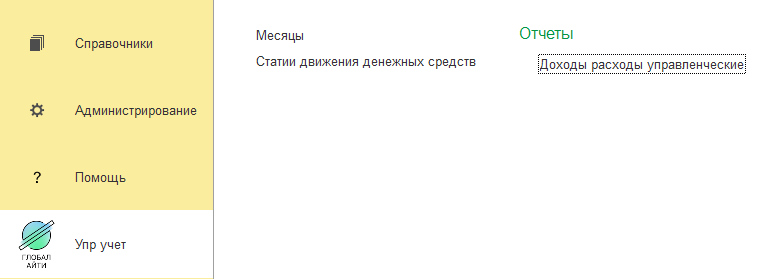 Справочники
Администрирование
Помощь
ГЛОБАЛ
АЙТИ
Упр учет
Месяцы
Статии движения денежных средств
Отчеты
Доходы расходы управленческие